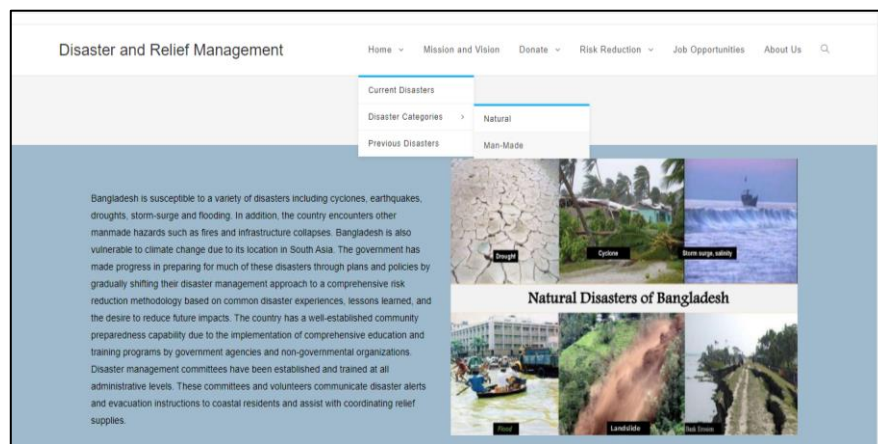 Disaster and Relief Management
Home Mission and Vision Donate Risk Reduction Job Opportunities About Us
Current Disasters
Disaster Categories
Natural
Previous Disasters
Man-Made
Bangladesh is susceptible to a variety of disasters including cyclones, earthquakes,
droughts, storm-surge and flooding. In addition, the country encounters other
manmade hazards such as fires and infrastructure collapses. Bangladesh is also
vulnerable to climate change due to its location in South Asia. The government has
made progress in preparing for much of these disasters through plans and policies by
gradually shifting their disaster management approach to a comprehensive risk
reduction methodology based on common disaster experiences, lessons learned, and
the desire to reduce future impacts. The country has a well-established community
preparedness capability due to the implementation of comprehensive education and
training programs by government agencies and non-governmental organizations.
Disaster management committees have been established and trained at all
administrative levels. These committees and volunteers communicate disaster alerts
and evacuation instructions to coastal residents and assist with coordinating relief
supplies.
Drought
Cyclone
Storm surge, salinity
Natural Disasters of Bangladesh
Flood
Landslide
Bank Erosion